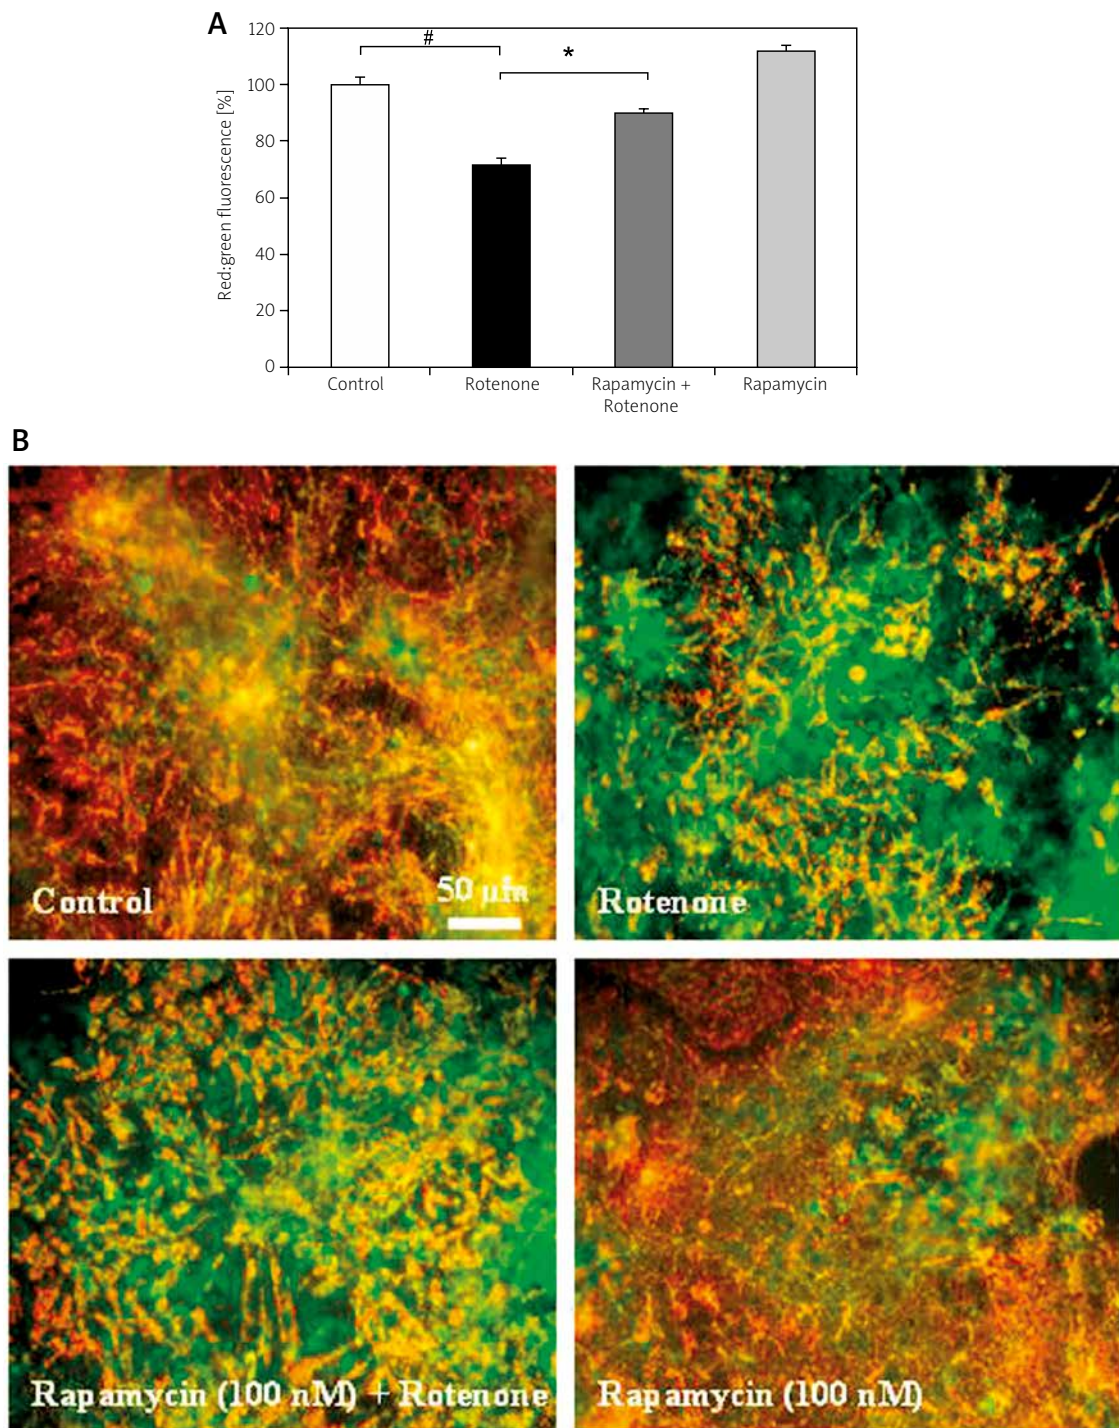 A
120
100
80
60
40
20
0
Red:green fluorescence [%]
#
*
Control
Rotenone
Rapamycin +
Rotenone
Rapamycin
B
Control
50 µm
Rotenone
Rapamycin (100 nM) + Rotenone
Rapamycin (100 nM)